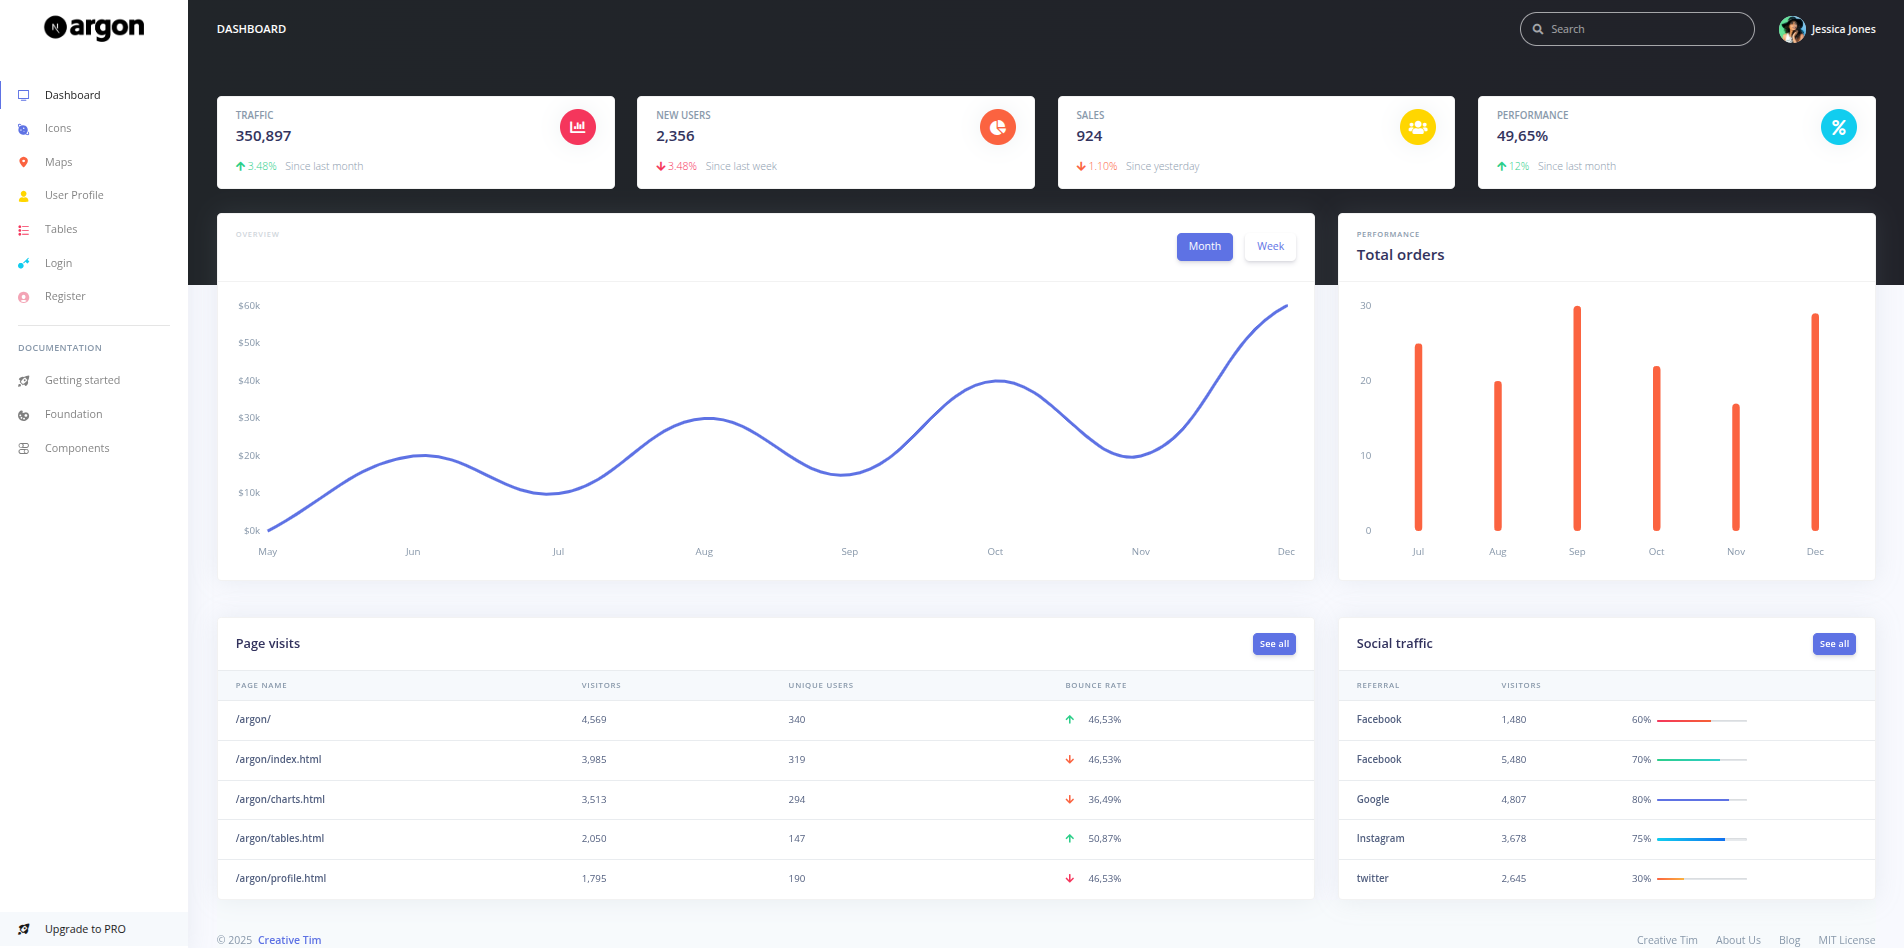 argon
Dashboard
Icons
Maps
User Profile
Tables
Login
Register
DOCUMENTATION
Getting started
Foundation
Components
Upgrade to PRO
DASHBOARD
Search
Jessica Jones
TRAFFIC
350,897
3.48% Since last month
NEW USERS
2,356
3.48% Since last week
SALES
924
1.10% Since yesterday
PERFORMANCE
49,65%
12% Since last month
OVERVIEW
Month Week
$60k
$50k
$40k
$30k
$20k
$10k
$0k
May Jun Jul Aug Sep Oct Nov Dec
PERFORMANCE
Total orders
30
20
10
0
Jul Aug Sep Oct Nov Dec
Page visits See all
PAGE NAME VISITORS UNIQUE USERS BOUNCE RATE
/argon/ 4,569 340 46,53%
/argon/index.html 3,985 319 46,53%
/argon/charts.html 3,513 294 36,49%
/argon/tables.html 2,050 147 50,87%
/argon/profile.html 1,795 190 46,53%
Social traffic See all
REFERRAL VISITORS
Facebook 1,480 60%
Facebook 5,480 70%
Google 4,807 80%
Instagram 3,678 75%
twitter 2,645 30%
© 2025 Creative Tim
Creative Tim About Us Blog MIT License